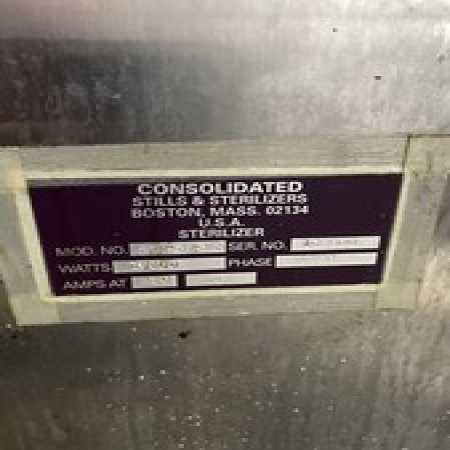 CONSOLIDATED
STILLS & STERILIZERS
BOSTON, MASS. 02134
U.S.A.
STERILIZER
MOD. NO. SER. NO.
WATTS PHASE
AMPS AT